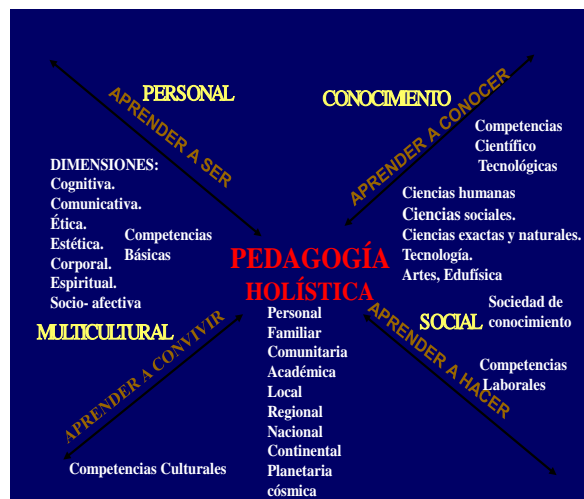 PERSONAL
APRENDER A SER
DIMENSIONES:
Cognitiva.
Comunicativa.
Ética.
Estética.
Corporal.
Espiritual.
Socio- afectiva
Competencias
Básicas
CONOCIMIENTO
APRENDER A CONOCER
Competencias
Científico
Tecnológicas
Ciencias humanas
Ciencias sociales.
Ciencias exactas y naturales.
Tecnología.
Artes, Edufísica
PEDAGOGÍA
HOLÍSTICA
Personal
Familiar
Comunitaria
Académica
Local
Regional
Nacional
Continental
Planetaria
cósmica
MULTICULTURAL
APRENDER A CONVIVIR
Competencias Culturales
SOCIAL
APRENDER A HACER
Sociedad de
conocimiento
Competencias
Laborales